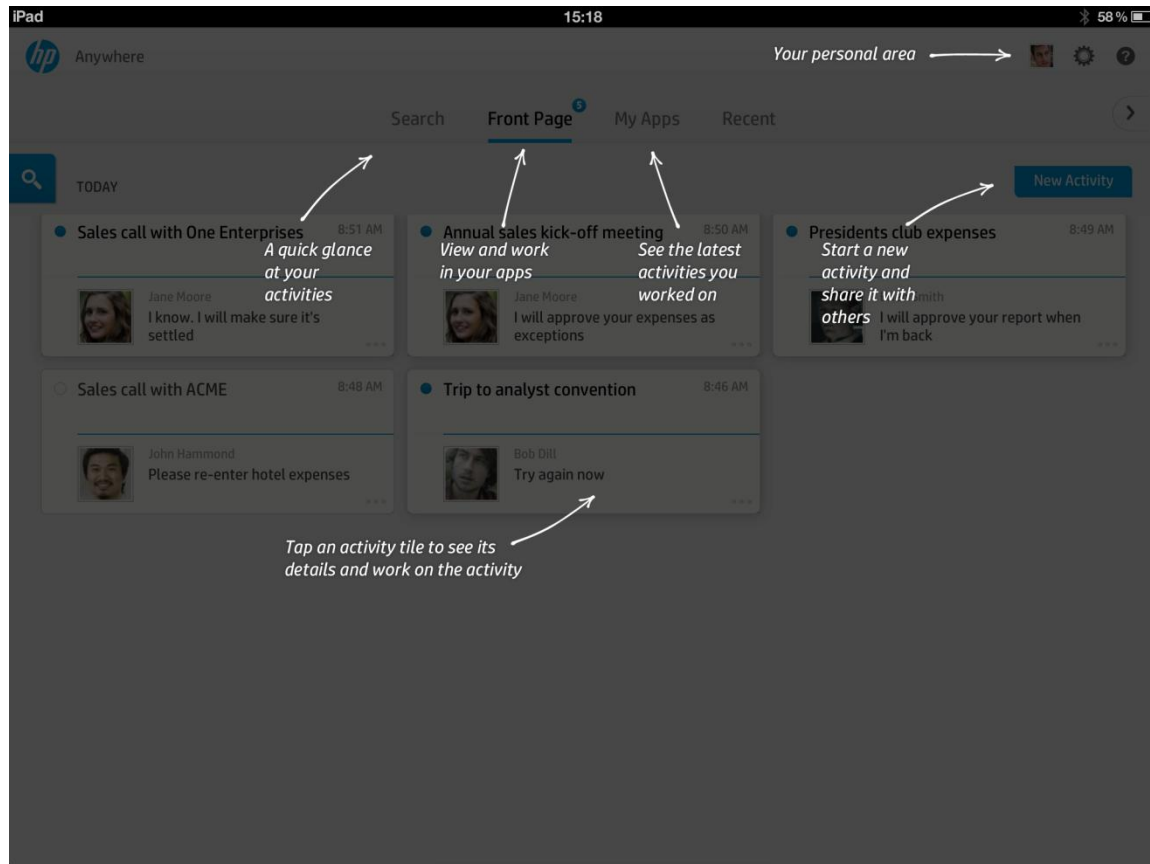 iPad 15:18 58%
hp Anywhere Your personal area ?
Search Front Page 5 My Apps Recent
TODAY New Activity
Sales call with One Enterprises 8:51 AM
A quick glance
at your
activities
Jane Moore
I know. I will make sure it's
settled
Annual sales kick-off meeting 8:50 AM
View and work
in your apps
See the latest
activities you
worked on
Jane Moore
I will approve your expenses as
exceptions
Presidents club expenses 8:49 AM
Start a new
activity and
share it with
others
Smith
I will approve your report when
I'm back
Sales call with ACME 8:48 AM
John Hammond
Please re-enter hotel expenses
Trip to analyst convention 8:46 AM
Bob Dill
Try again now
Tap an activity tile to see its
details and work on the activity